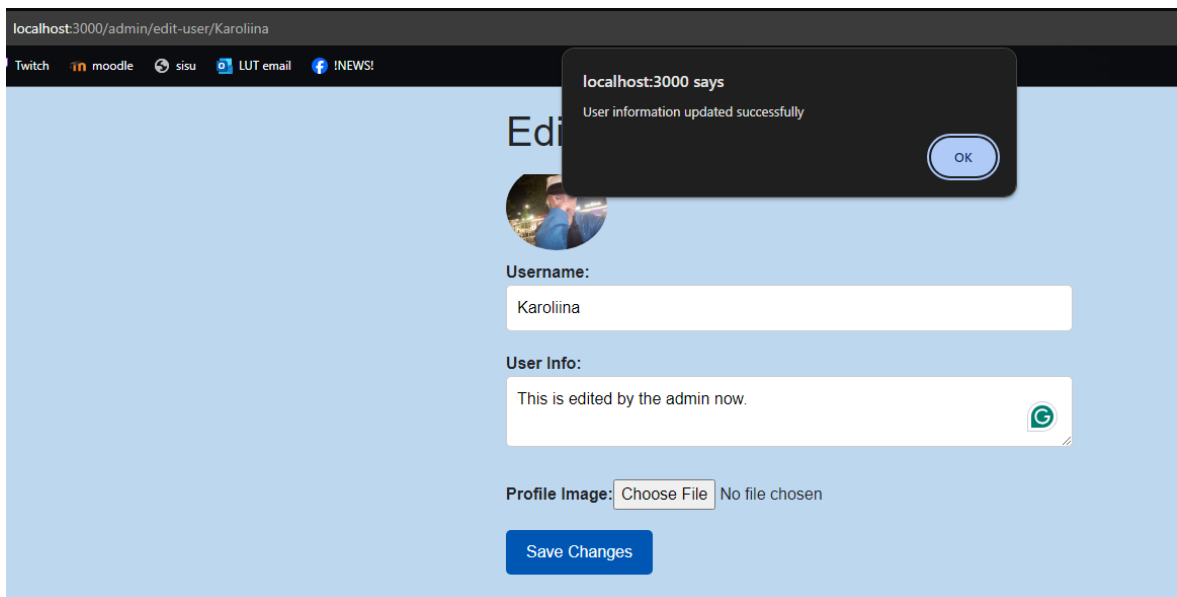 localhost:3000/admin/edit-user/Karoliina
Twitch moodle sisu LUT email !NEWS!
localhost:3000 says
User information updated successfully
OK
Edi
Username:
Karoliina
User Info:
This is edited by the admin now.
Profile Image: Choose File No file chosen
Save Changes